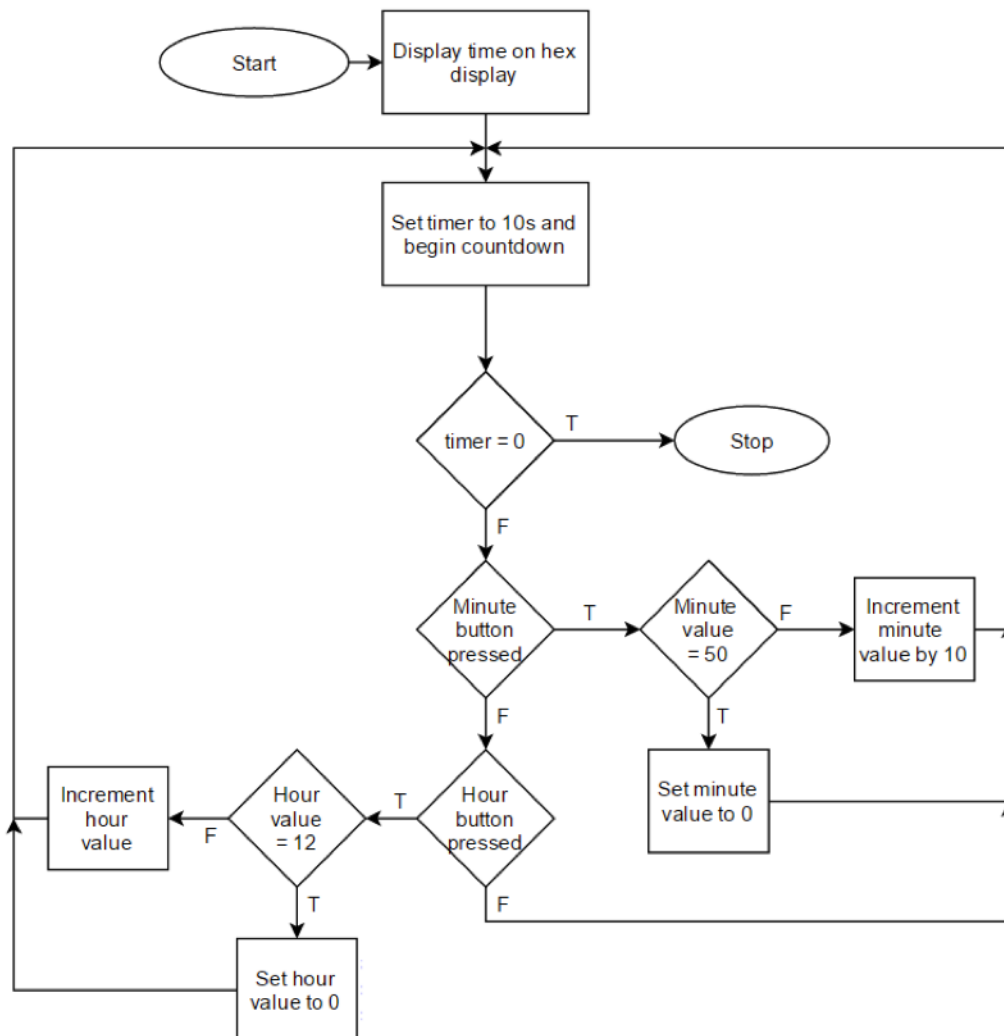 Start
Display time on hex
display
Set timer to 10s and
begin countdown
timer = 0
T
Stop
F
Minute
button
pressed
T
Minute
value
= 50
F
Increment
minute
value by 10
F
T
Set minute
value to 0
Hour
button
pressed
T
Hour
value
= 12
F
Increment
hour
value
F
T
Set hour
value to 0